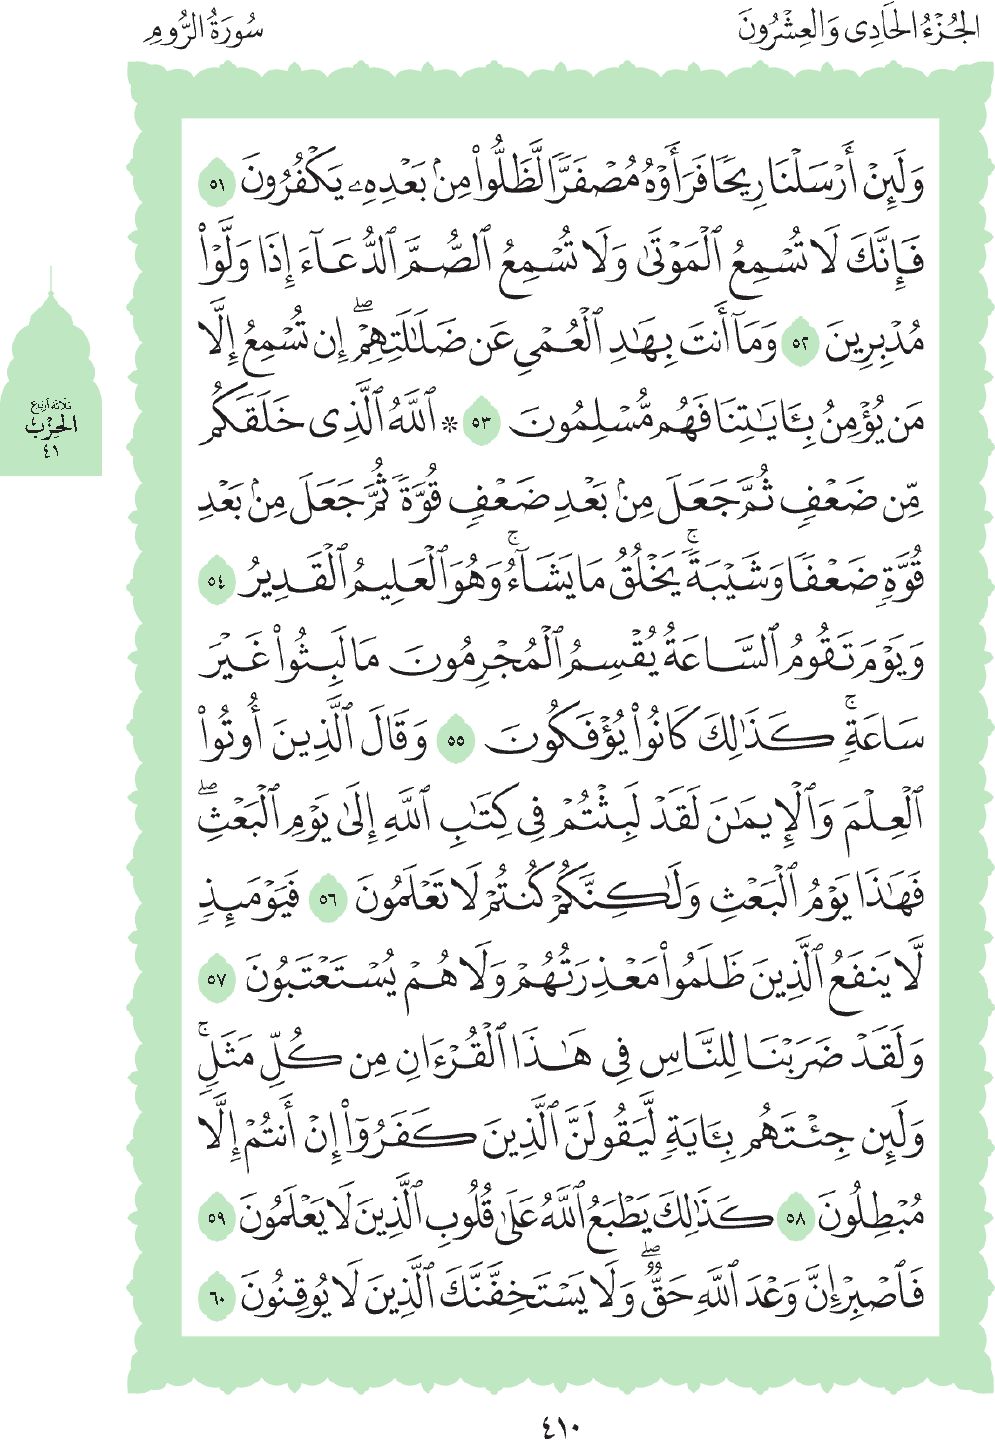 الجُزْءُ الحَادِى وَالعِشْرُونَ
سُورَةُ الرُّومِ
وَلَئِنْ أَرْسَلْنَا رِيحًا فَرَأَوْهُ مُصْفَرًّا لَّظَلُّوا۟ مِنۢ بَعْدِهِۦ يَكْفُرُونَ ٥١
فَإِنَّكَ لَا تُسْمِعُ ٱلْمَوْتَىٰ وَلَا تُسْمِعُ ٱلصُّمَّ ٱلدُّعَآءَ إِذَا وَلَّوْا۟
مُدْبِرِينَ ٥٢ وَمَآ أَنتَ بِهَٰدِ ٱلْعُمْىِ عَن ضَلَٰلَتِهِمْ ۖ إِن تُسْمِعُ إِلَّا
مَن يُؤْمِنُ بِـَٔايَٰتِنَا فَهُم مُّسْلِمُونَ ٥٣ * ٱللَّهُ ٱلَّذِى خَلَقَكُم
مِّن ضَعْفٍ ثُمَّ جَعَلَ مِنۢ بَعْدِ ضَعْفٍ قُوَّةً ثُمَّ جَعَلَ مِنۢ بَعْدِ
قُوَّةٍ ضَعْفًا وَشَيْبَةً ۚ يَخْلُقُ مَا يَشَآءُ ۚ وَهُوَ ٱلْعَلِيمُ ٱلْقَدِيرُ ٥٤
وَيَوْمَ تَقُومُ ٱلسَّاعَةُ يُقْسِمُ ٱلْمُجْرِمُونَ مَا لَبِثُوا۟ غَيْرَ
سَاعَةٍ ۚ كَذَٰلِكَ كَانُوا۟ يُؤْفَكُونَ ٥٥ وَقَالَ ٱلَّذِينَ أُوتُوا۟
ٱلْعِلْمَ وَٱلْإِيمَٰنَ لَقَدْ لَبِثْتُمْ فِى كِتَٰبِ ٱللَّهِ إِلَىٰ يَوْمِ ٱلْبَعْثِ ۖ
فَهَٰذَا يَوْمُ ٱلْبَعْثِ وَلَٰكِنَّكُمْ كُنتُمْ لَا تَعْلَمُونَ ٥٦ فَيَوْمَئِذٍ
لَّا يَنفَعُ ٱلَّذِينَ ظَلَمُوا۟ مَعْذِرَتُهُمْ وَلَا هُمْ يُسْتَعْتَبُونَ ٥٧
وَلَقَدْ ضَرَبْنَا لِلنَّاسِ فِى هَٰذَا ٱلْقُرْءَانِ مِن كُلِّ مَثَلٍ ۚ
وَلَئِن جِئْتَهُم بِـَٔايَةٍ لَّيَقُولَنَّ ٱلَّذِينَ كَفَرُوٓا۟ إِنْ أَنتُمْ إِلَّا
مُبْطِلُونَ ٥٨ كَذَٰلِكَ يَطْبَعُ ٱللَّهُ عَلَىٰ قُلُوبِ ٱلَّذِينَ لَا يَعْلَمُونَ ٥٩
فَٱصْبِرْ إِنَّ وَعْدَ ٱللَّهِ حَقٌّ ۖ وَلَا يَسْتَخِفَّنَّكَ ٱلَّذِينَ لَا يُوقِنُونَ ٦٠
ثلاثة أرباع
الحِزْبِ
٤١
٤١٠